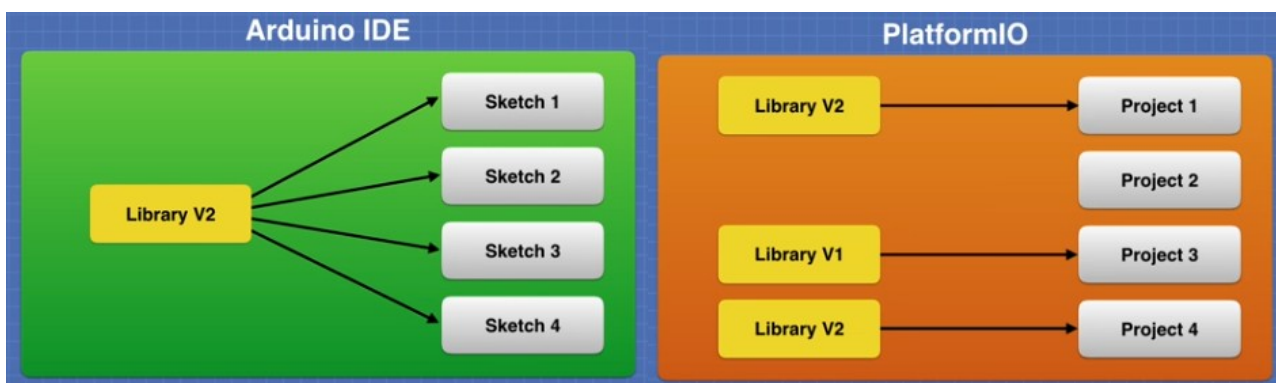 Arduino IDE
Library V2
Sketch 1
Sketch 2
Sketch 3
Sketch 4
PlatformIO
Library V2
Project 1
Project 2
Library V1
Project 3
Library V2
Project 4